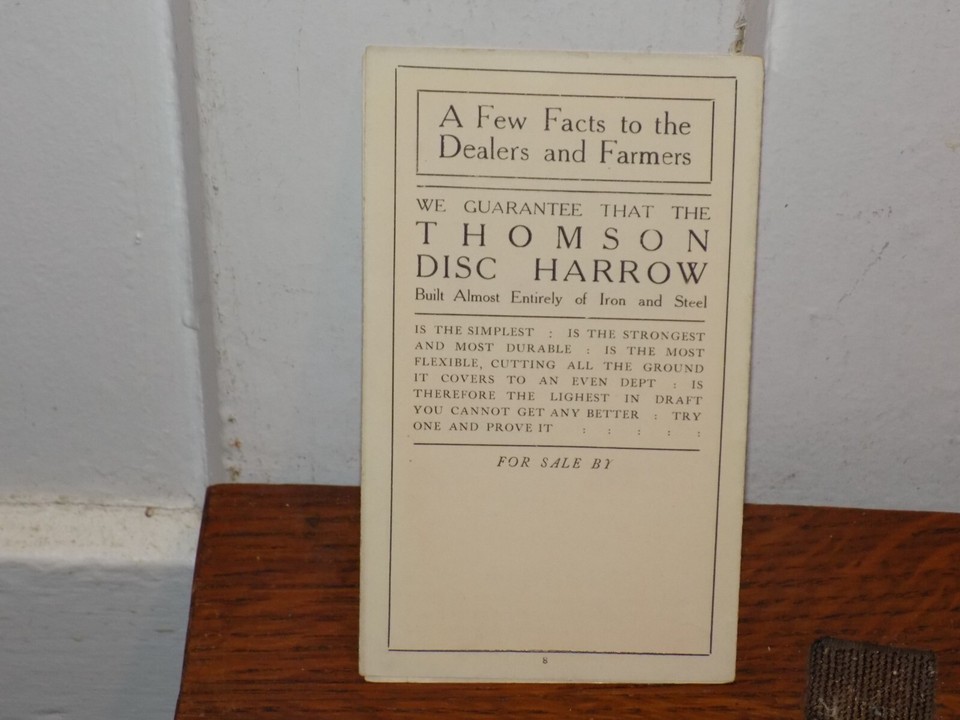 A Few Facts to the
Dealers and Farmers
WE GUARANTEE THAT THE
THOMSON
DISC HARROW
Built Almost Entirely of Iron and Steel
IS THE SIMPLEST : IS THE STRONGEST
AND MOST DURABLE : IS THE MOST
FLEXIBLE, CUTTING ALL THE GROUND
IT COVERS TO AN EVEN DEPT : IS
THEREFORE THE LIGHEST IN DRAFT
YOU CANNOT GET ANY BETTER : TRY
ONE AND PROVE IT : : : : :
FOR SALE BY
8